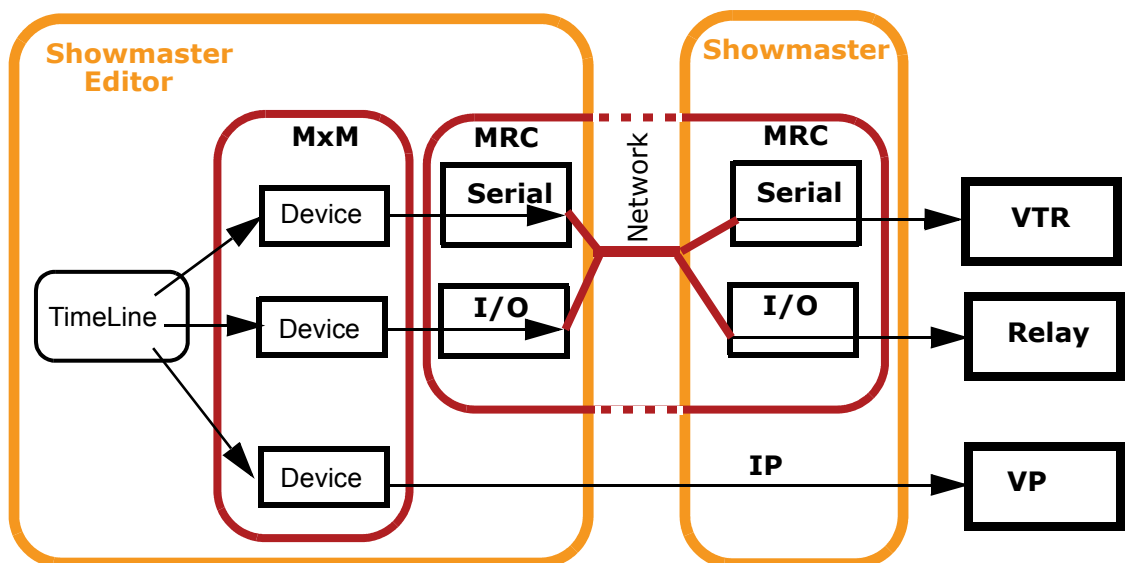 Showmaster
Editor
Showmaster
MxM
MRC
Network
MRC
Device
Serial
Serial
VTR
TimeLine
Device
I/O
I/O
Relay
Device
IP
VP